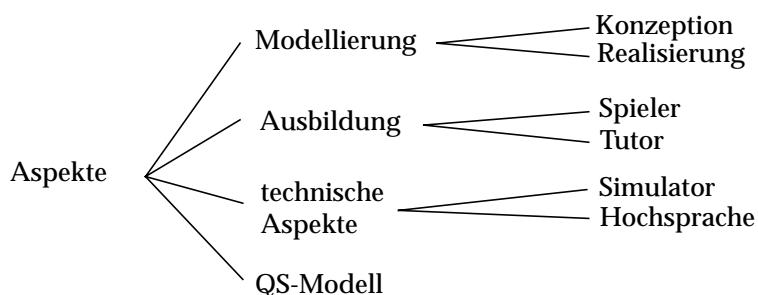 Aspekte
Modellierung
Konzeption
Realisierung
Ausbildung
Spieler
Tutor
technische
Aspekte
Simulator
Hochsprache
QS-Modell